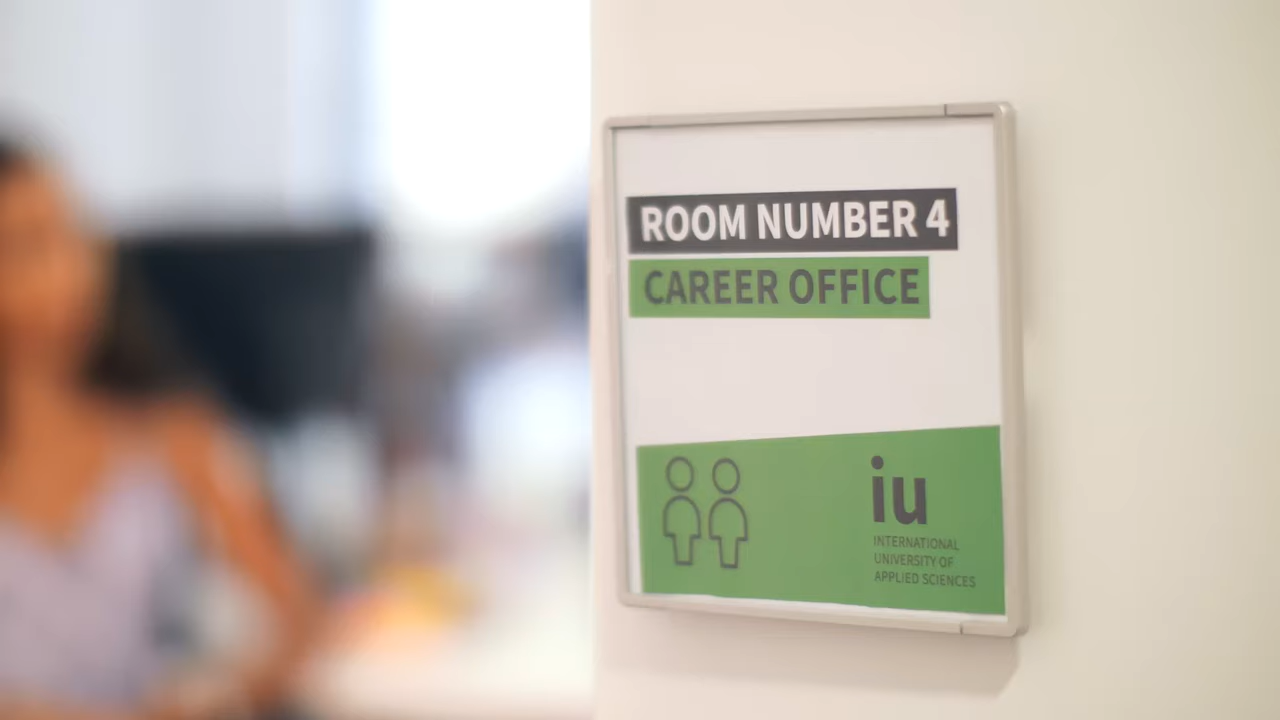 ROOM NUMBER 4
CAREER OFFICE
iu
INTERNATIONAL
UNIVERSITY OF
APPLIED SCIENCES